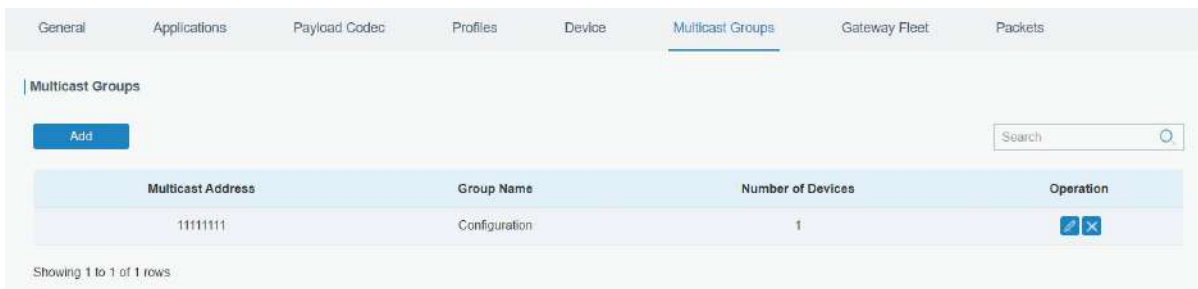 General Applications Payload Codec Profiles Device Multicast Groups Gateway Fleet Packets
Multicast Groups
Add Search
Multicast Address Group Name Number of Devices Operation
11111111 Configuration 1
Showing 1 to 1 of 1 rows